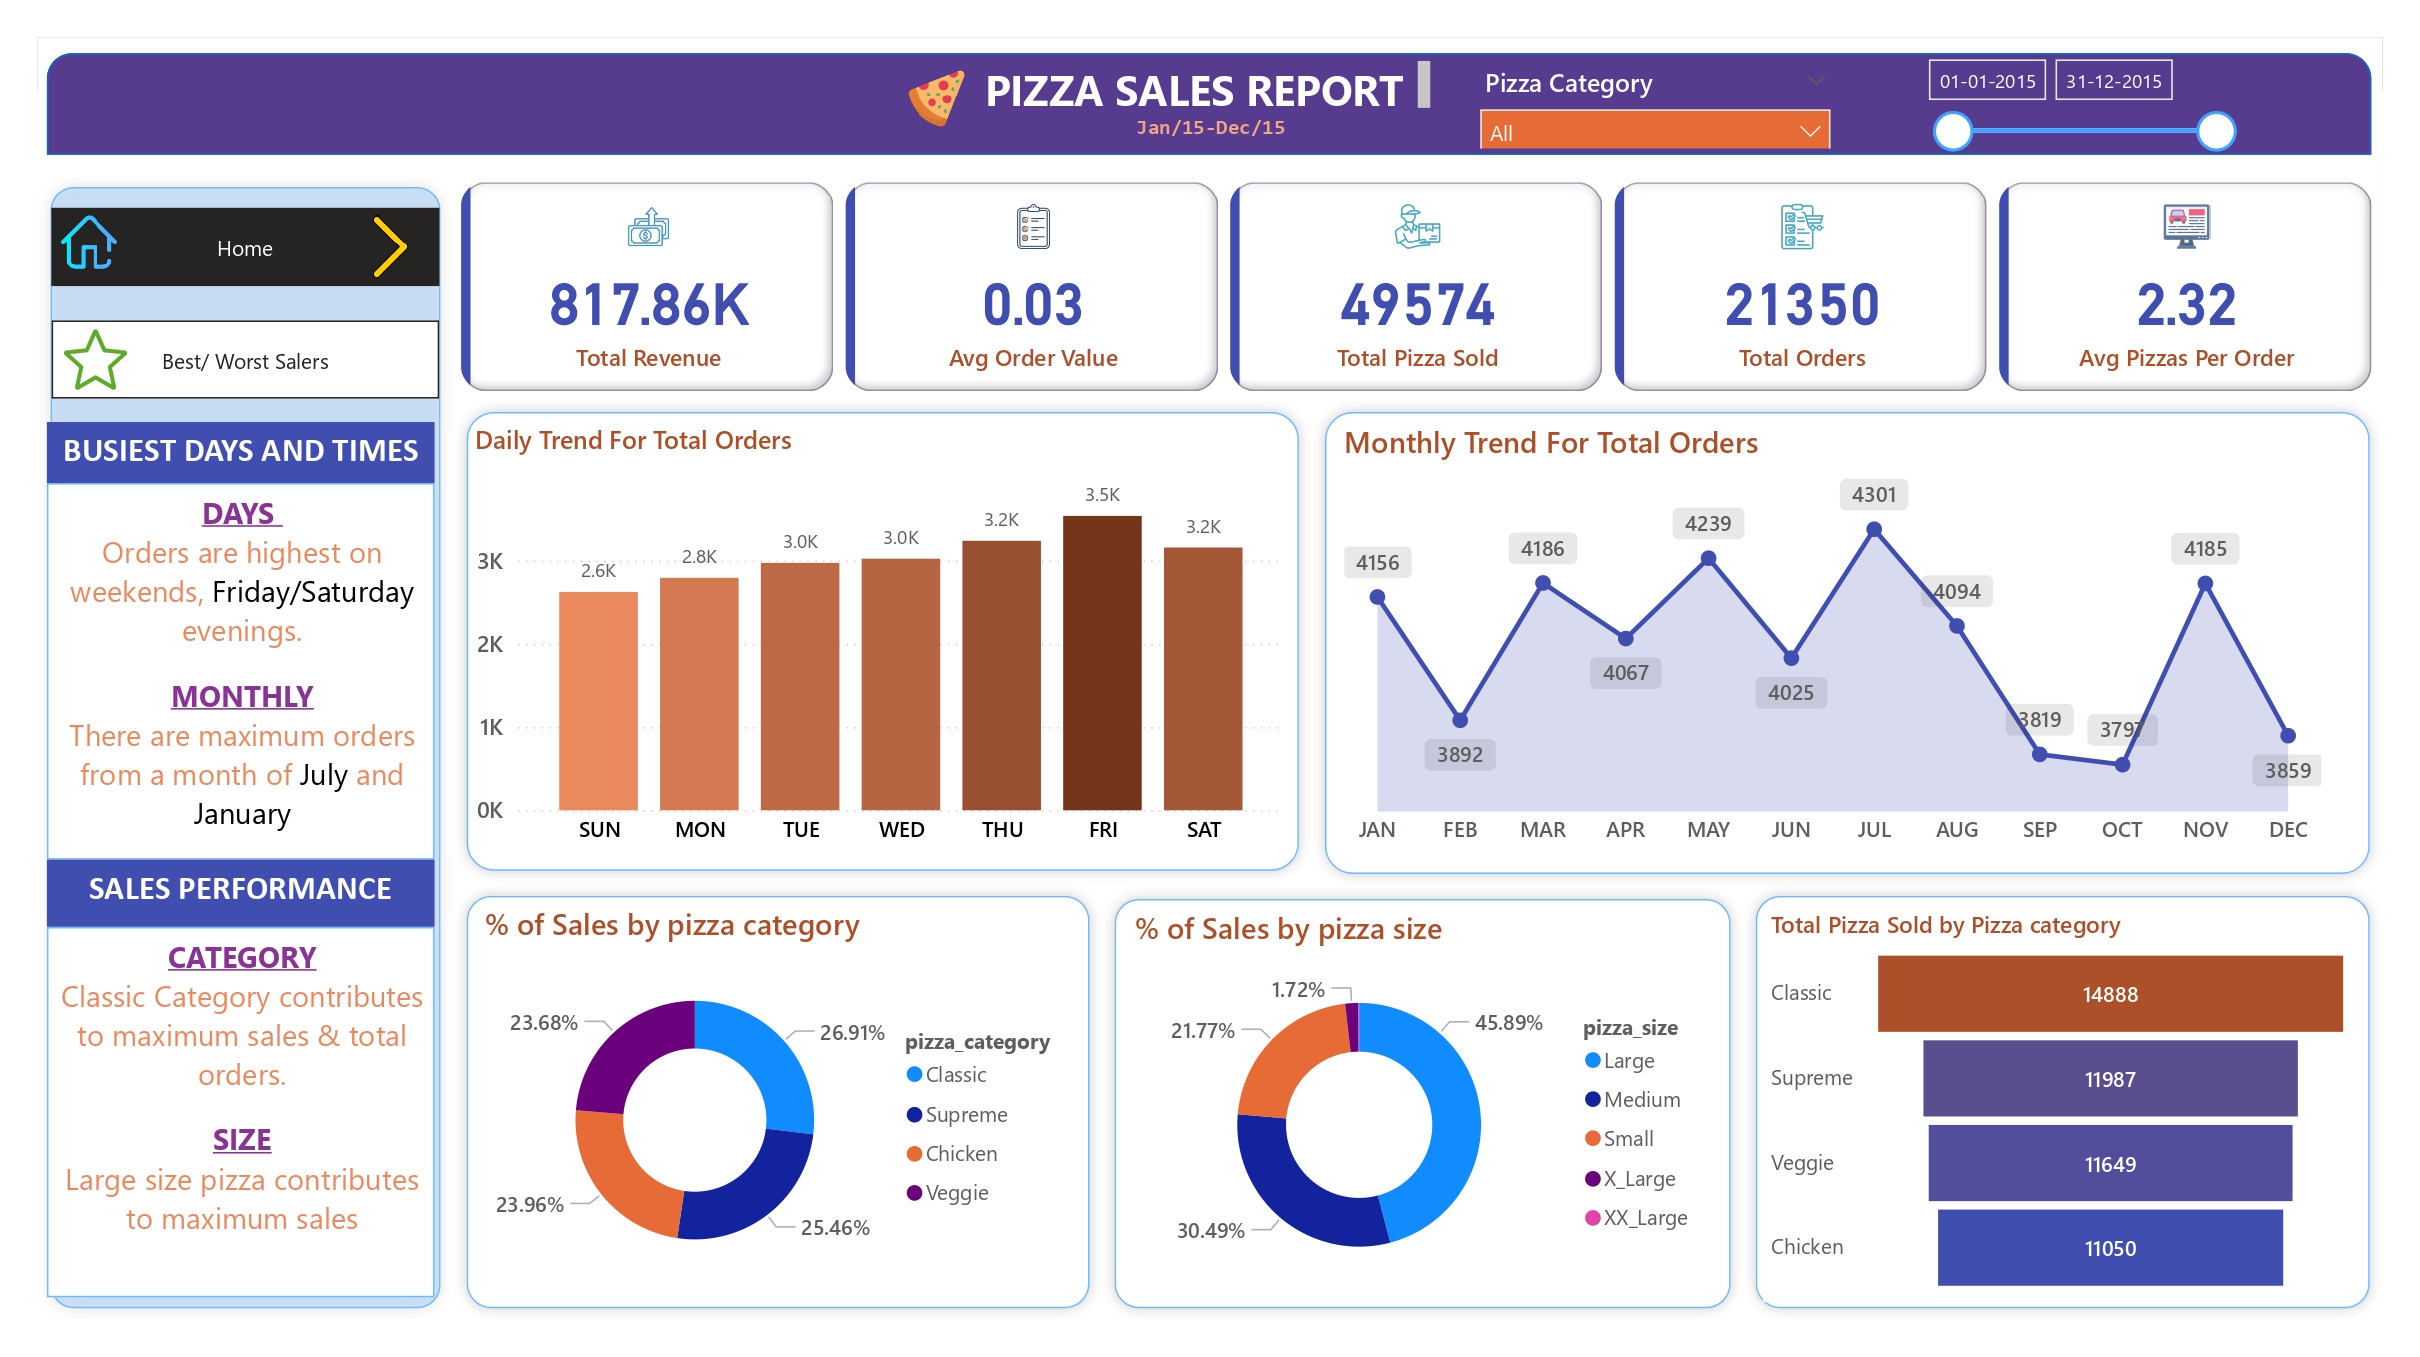 PIZZA SALES REPORT
Jan/15-Dec/15
Pizza Category
All
01-01-2015 31-12-2015
Home
Best/ Worst Salers
BUSIEST DAYS AND TIMES
DAYS
Orders are highest on
weekends, Friday/Saturday
evenings.
MONTHLY
There are maximum orders
from a month of July and
January
SALES PERFORMANCE
CATEGORY
Classic Category contributes
to maximum sales & total
orders.
SIZE
Large size pizza contributes
to maximum sales
817.86K
Total Revenue
0.03
Avg Order Value
49574
Total Pizza Sold
21350
Total Orders
2.32
Avg Pizzas Per Order
Daily Trend For Total Orders
3K
2K
1K
0K
2.6K
2.8K
3.0K
3.0K
3.2K
3.5K
3.2K
SUN MON TUE WED THU FRI SAT
Monthly Trend For Total Orders
4156
3892
4186
4067
4239
4025
4301
4094
3819
3797
4185
3859
JAN FEB MAR APR MAY JUN JUL AUG SEP OCT NOV DEC
% of Sales by pizza category
23.68%
26.91%
23.96%
25.46%
pizza_category
Classic
Supreme
Chicken
Veggie
% of Sales by pizza size
1.72%
21.77%
45.89%
30.49%
pizza_size
Large
Medium
Small
X_Large
XX_Large
Total Pizza Sold by Pizza category
Classic 14888
Supreme 11987
Veggie 11649
Chicken 11050